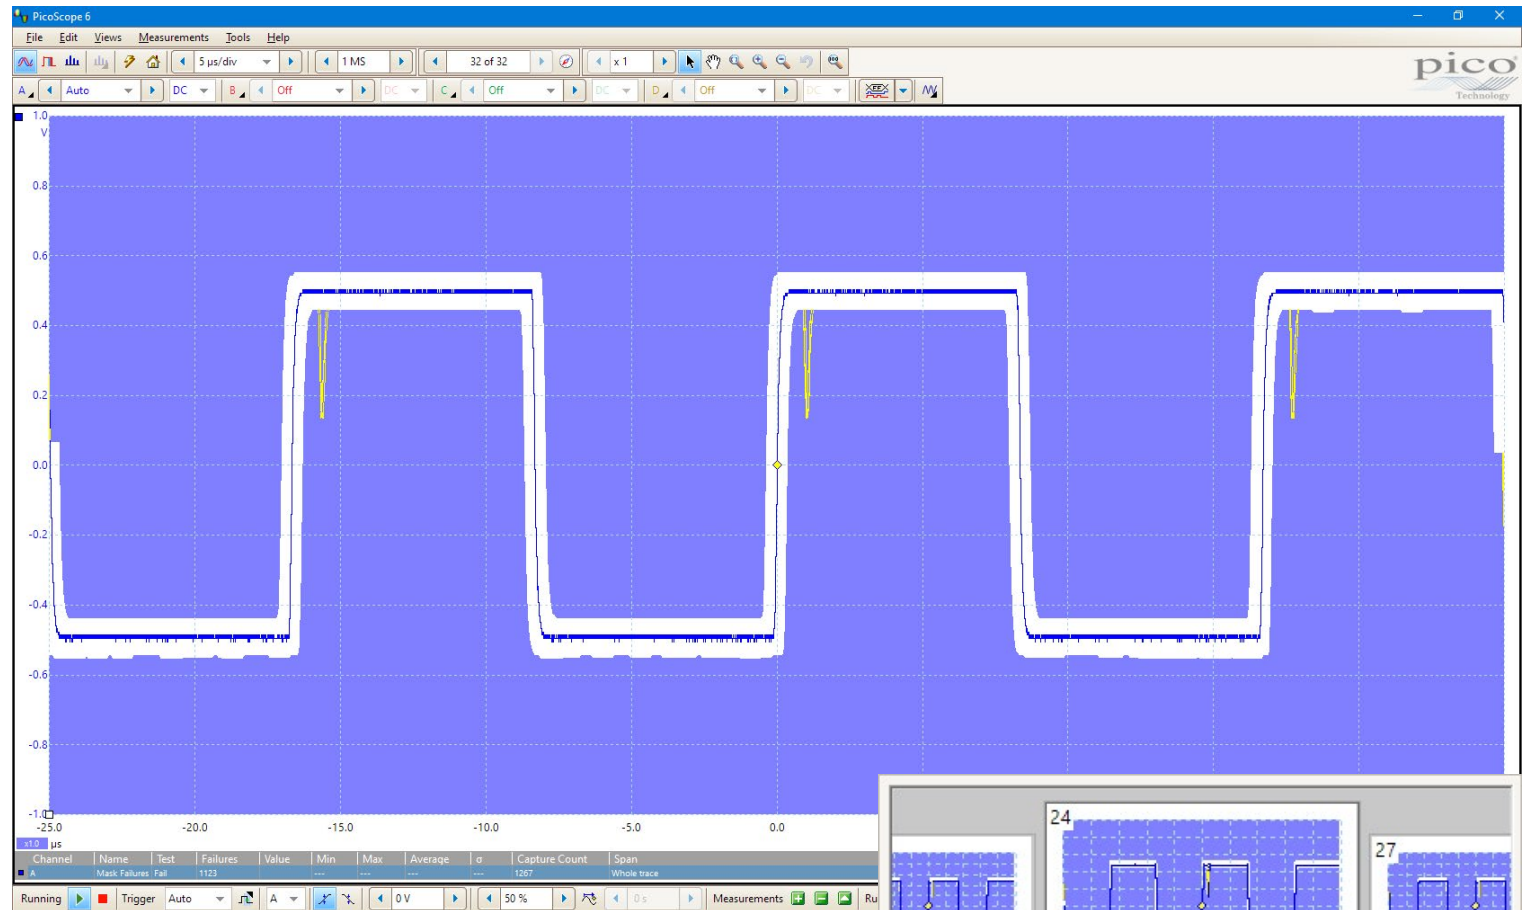 PicoScope 6
File Edit Views Measurements Tools Help
5 µs/div 1 MS 32 of 32 x 1
pico
Technology
A Auto DC B Off DC C Off DC D Off DC
1.0
V
0.8
0.6
0.4
0.2
0.0
-0.2
-0.4
-0.6
-0.8
-1.0
-25.0 -20.0 -15.0 -10.0 -5.0 0.0
x1.0 µs
Channel Name Test Failures Value Min Max Average σ Capture Count Span
A Mask Failures Fail 1123 --- --- --- --- 1267 Whole trace
24
27
Running Trigger Auto A 0 V 50 % 0 s Measurements Ru